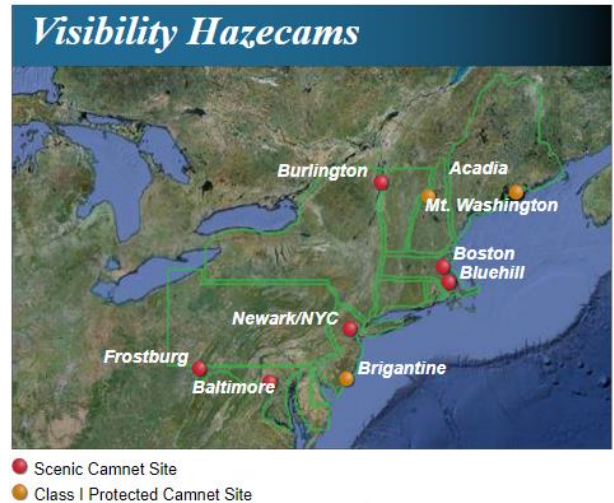 Visibility Hazecams
Burlington
Acadia
Mt. Washington
Boston
Bluehill
Newark/NYC
Frostburg
Baltimore
Brigantine
Scenic Camnet Site
Class I Protected Camnet Site